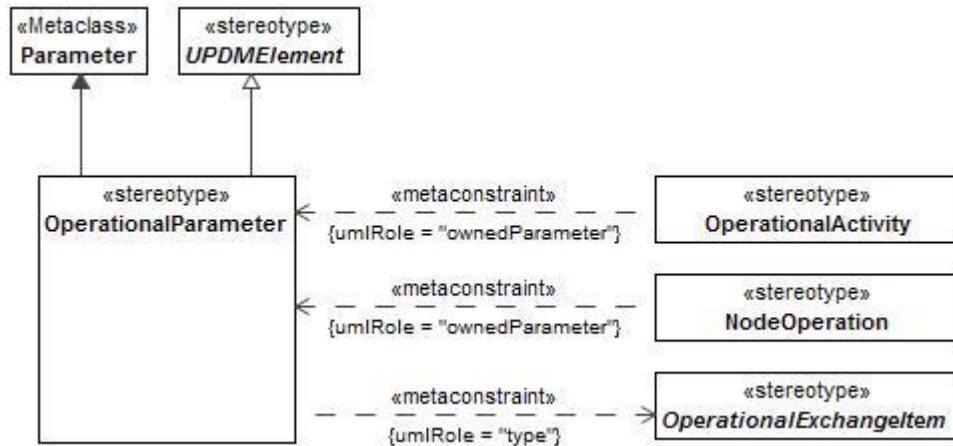 «Metaclass»
Parameter
«stereotype»
UPDMElement
«stereotype»
OperationalParameter
«metaconstraint»
{umlRole = "ownedParameter"}
«stereotype»
OperationalActivity
«metaconstraint»
{umlRole = "ownedParameter"}
«stereotype»
NodeOperation
«metaconstraint»
{umlRole = "type"}
«stereotype»
OperationalExchangeItem